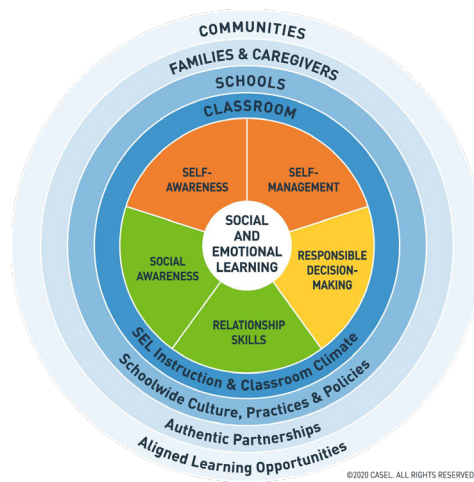 COMMUNITIES
FAMILIES & CAREGIVERS
SCHOOLS
CLASSROOM
SELF-
AWARENESS
SELF-
MANAGEMENT
SOCIAL
AND
EMOTIONAL
LEARNING
SOCIAL
AWARENESS
RESPONSIBLE
DECISION-
MAKING
RELATIONSHIP
SKILLS
SEL Instruction & Classroom Climate
Schoolwide Culture, Practices & Policies
Authentic Partnerships
Aligned Learning Opportunities
©2020 CASEL. ALL RIGHTS RESERVED